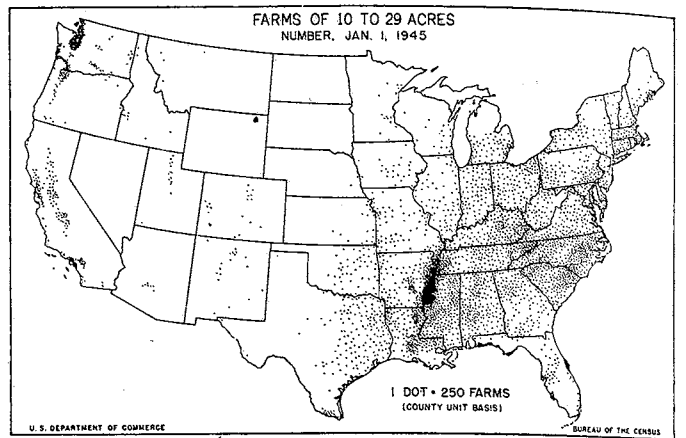 FARMS OF 10 TO 29 ACRES
NUMBER, JAN. 1, 1945
1 DOT • 250 FARMS
(COUNTY UNIT BASIS)
U. S. DEPARTMENT OF COMMERCE
BUREAU OF THE CENSUS